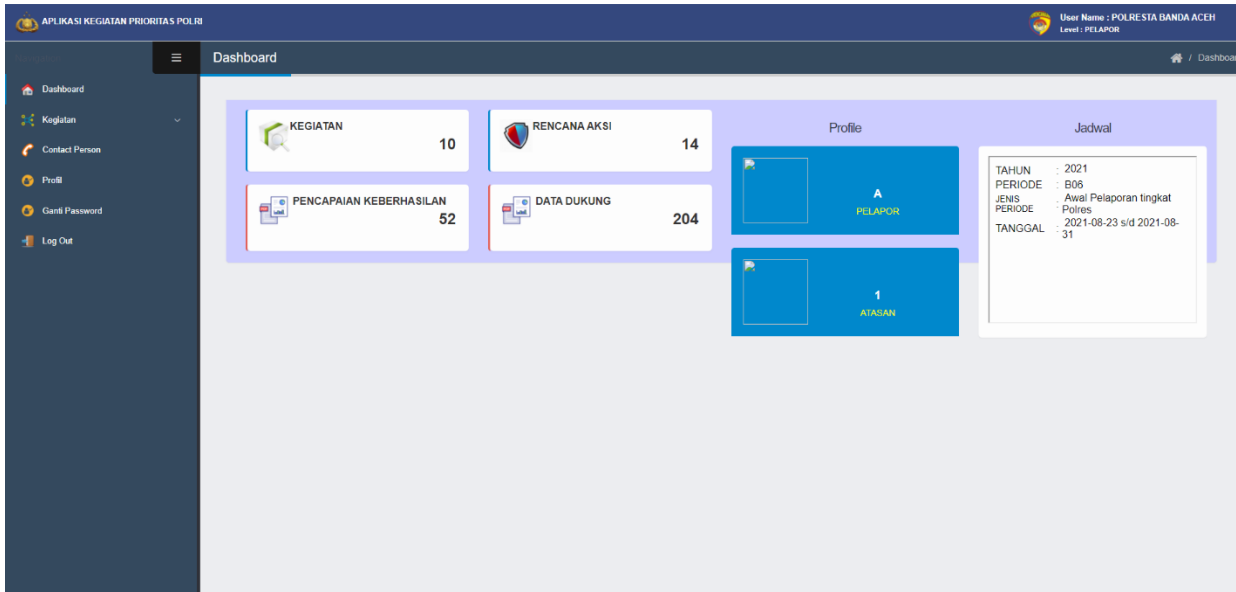 APLIKASI KEGIATAN PRIORITAS POLRI
User Name : POLRESTA BANDA ACEH
Level : PELAPOR
Dashboard
/ Dashboar
Dashboard
Kegiatan
Contact Person
Profil
Ganti Password
Log Out
KEGIATAN
10
RENCANA AKSI
14
PENCAPAIAN KEBERHASILAN
52
DATA DUKUNG
204
Profile
A
PELAPOR
1
ATASAN
Jadwal
TAHUN : 2021
PERIODE : B06
JENIS PERIODE : Awal Pelaporan tingkat
Polres
TANGGAL : 2021-08-23 s/d 2021-08-
31